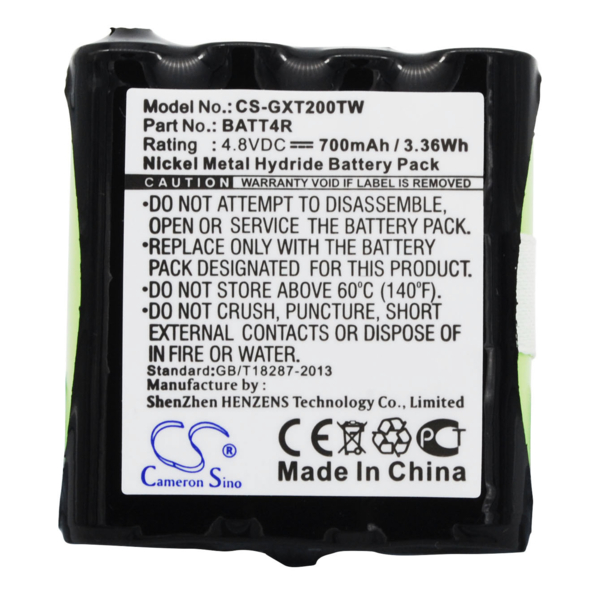 Model No.: CS-GXT200TW
Part No.: BATT4R
Rating : 4.8VDC 700mAh / 3.36Wh
Nickel Metal Hydride Battery Pack
CAUTION WARRANTY IS VOID IF LABEL IS REMOVED
•DO NOT ATTEMPT TO DISASSEMBLE,
OPEN OR SERVICE THE BATTERY.
•REPLACE ONLY WITH THE BATTERY
PACK DESIGNATED FOR THIS PRODUCT.
•DO NOT STORE ABOVE 60°C (140°F).
•DO NOT CRUSH, PUNCTURE, SHORT
EXTERNAL CONTACTS OR DISPOSE OF
IN FIRE OR WATER.
Standard:GB/T18287-2013
Manufacturer:
ShenZhen HENZENS Technology Co., Limited
CS®
Cameron Sino
CE PCT
Made In China